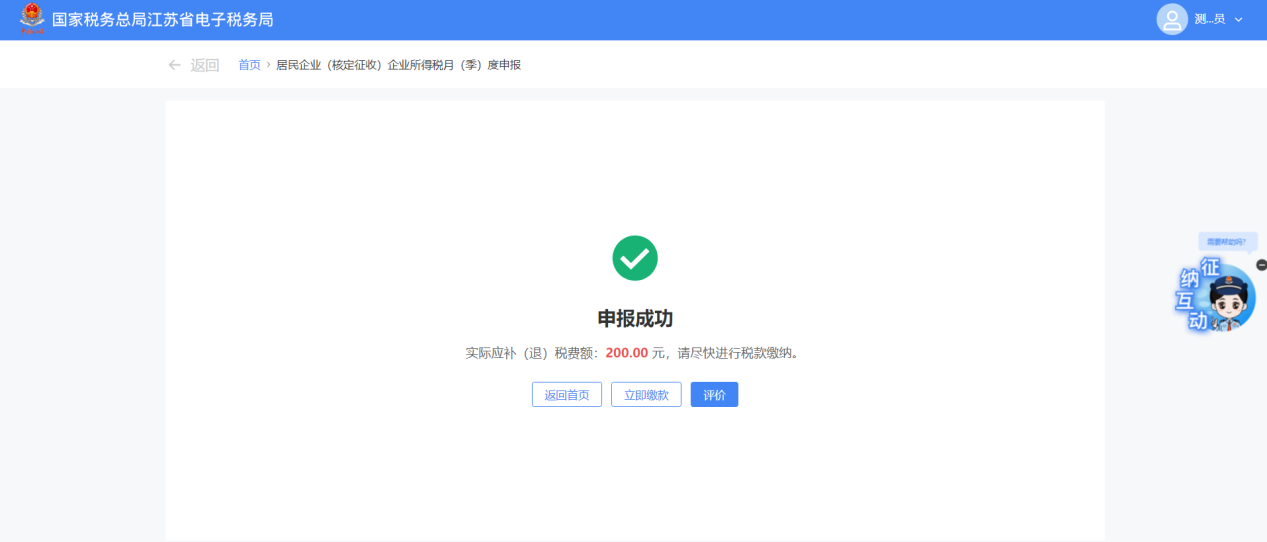 国家税务总局江苏省电子税务局
测...员
返回 首页 › 居民企业（核定征收）企业所得税月（季）度申报
需要帮助吗？
征纳互动
申报成功
实际应补（退）税费额：200.00 元，请尽快进行税款缴纳。
返回首页 立即缴款 评价